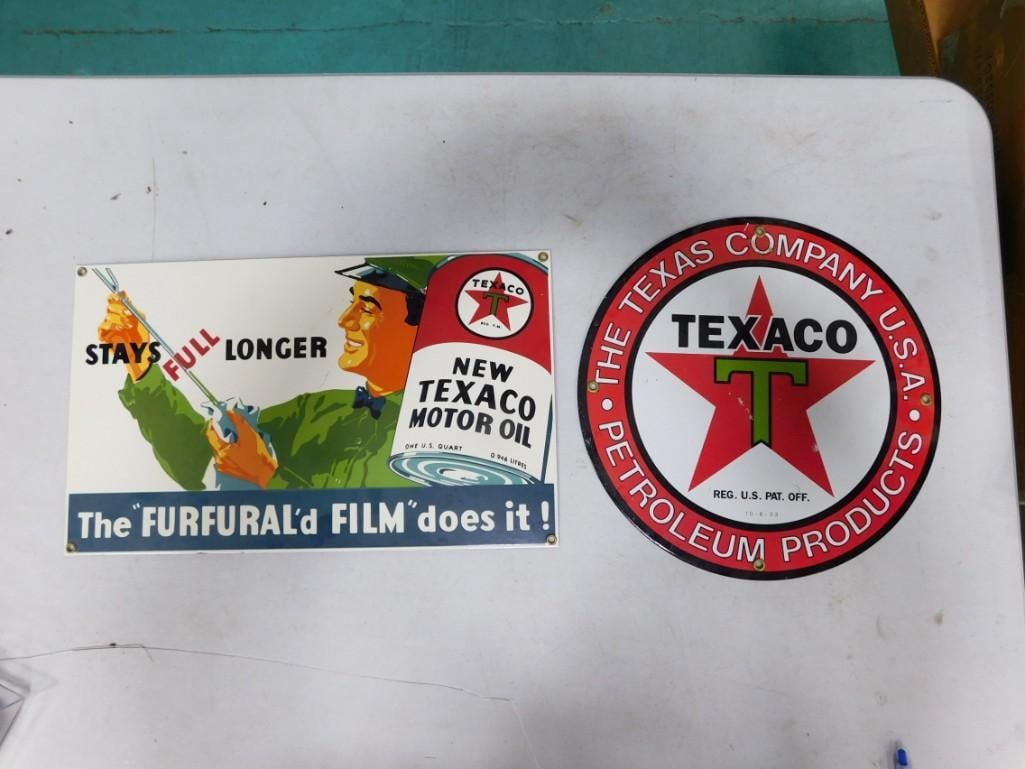 STAYS FULL LONGER
TEXACO
T
REG. T.M.
NEW
TEXACO
MOTOR OIL
ONE U.S. QUART 0.946 LITRES
The "FURFURAL'd FILM" does it!
THE TEXAS COMPANY U.S.A.
TEXACO
T
REG. U.S. PAT. OFF.
• PETROLEUM PRODUCTS •